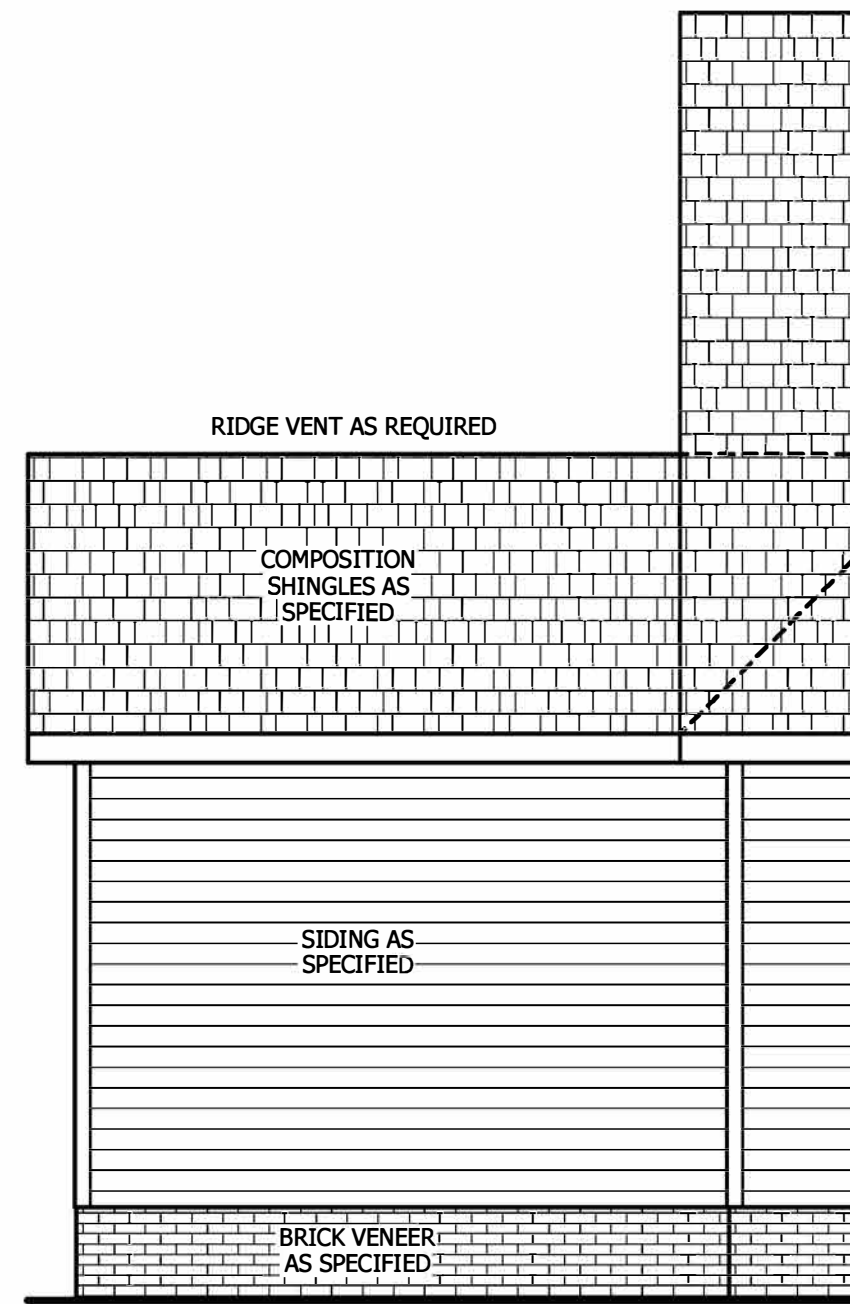 RIDGE VENT AS REQUIRED
COMPOSITION
SHINGLES AS
SPECIFIED
SIDING AS
SPECIFIED
BRICK VENEER
AS SPECIFIED